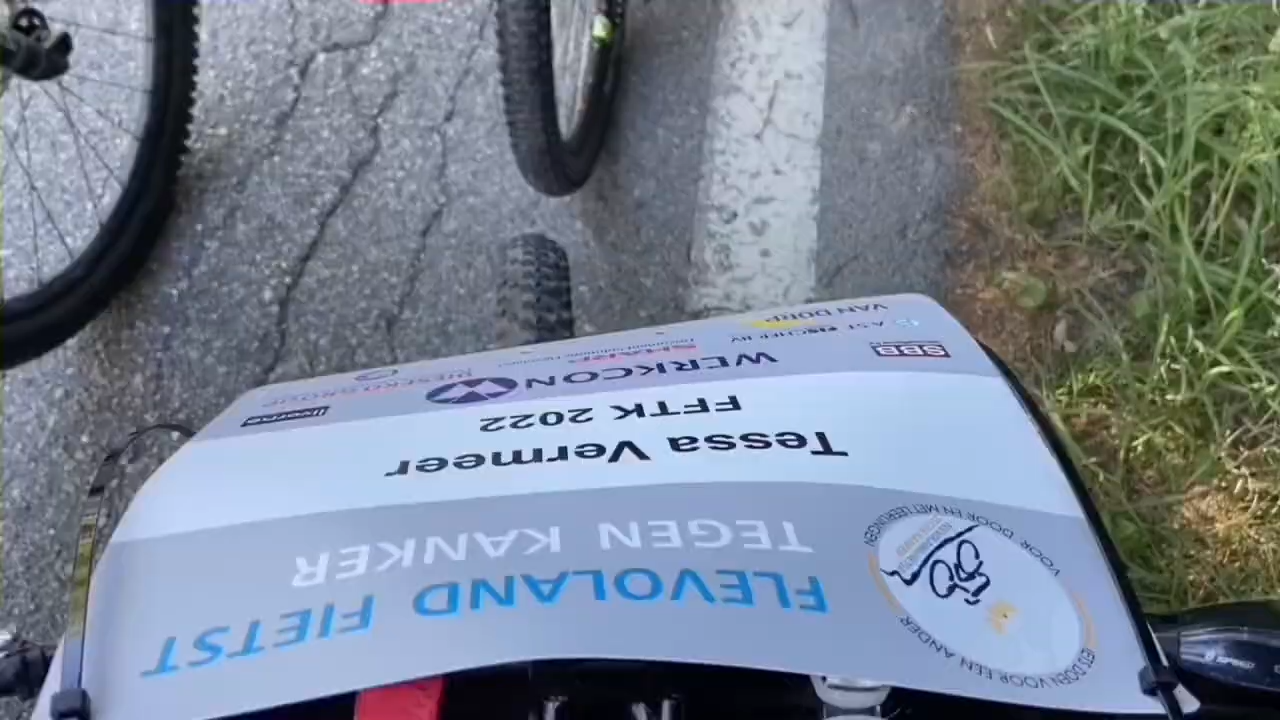 FLEVOLAND FIETST
TEGEN KANKER
VOOR DOOR EN MET LEERLINGEN
IETS DOEN VOOR EEN ANDER
Tessa Vermeer
FFTK 2022
WERKCON
SBB
VAN DORP